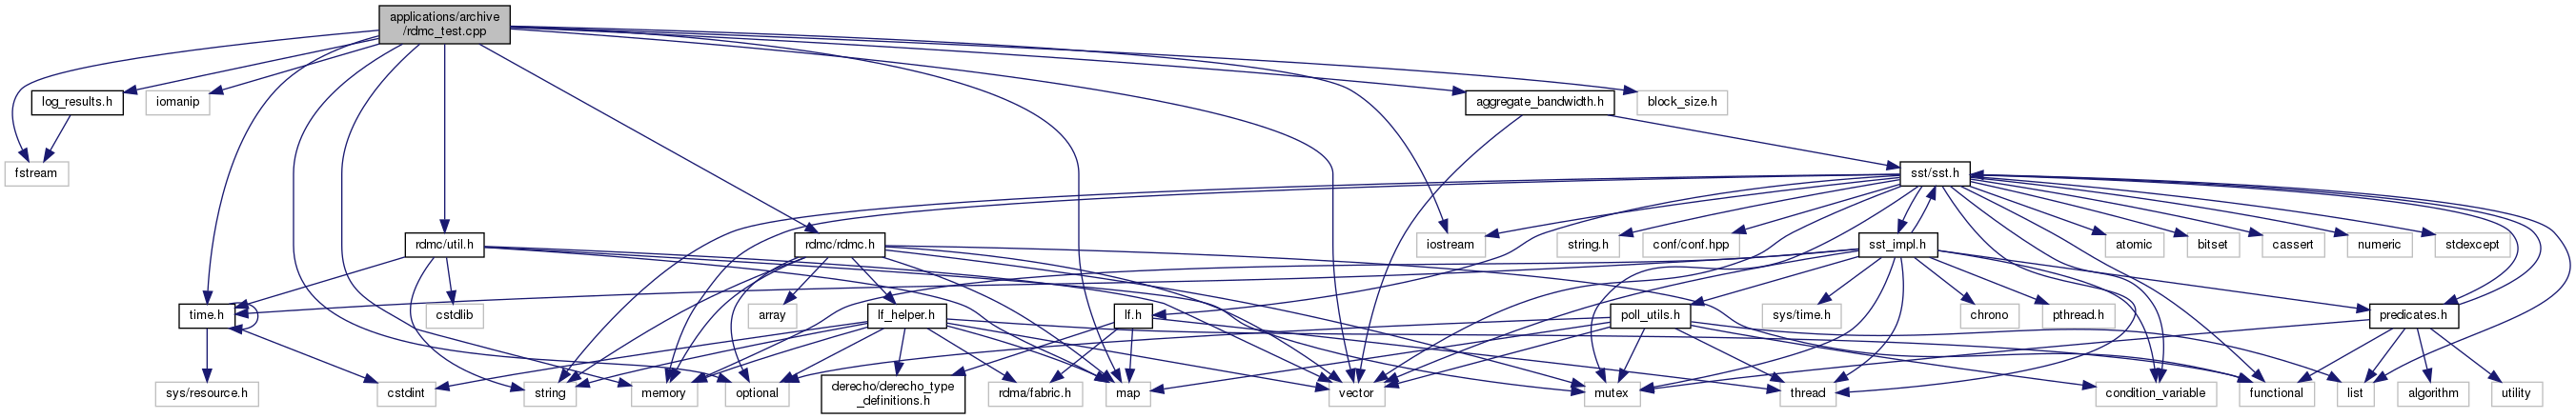 applications/archive
/rdmc_test.cpp
log_results.h
iomanip
aggregate_bandwidth.h
block_size.h
fstream
sst/sst.h
rdmc/util.h
rdmc/rdmc.h
iostream
string.h
conf/conf.hpp
sst_impl.h
atomic
bitset
cassert
numeric
stdexcept
time.h
cstdlib
array
lf_helper.h
lf.h
poll_utils.h
sys/time.h
chrono
pthread.h
predicates.h
sys/resource.h
cstdint
string
memory
optional
derecho/derecho_type
_definitions.h
rdma/fabric.h
map
vector
mutex
thread
condition_variable
functional
list
algorithm
utility